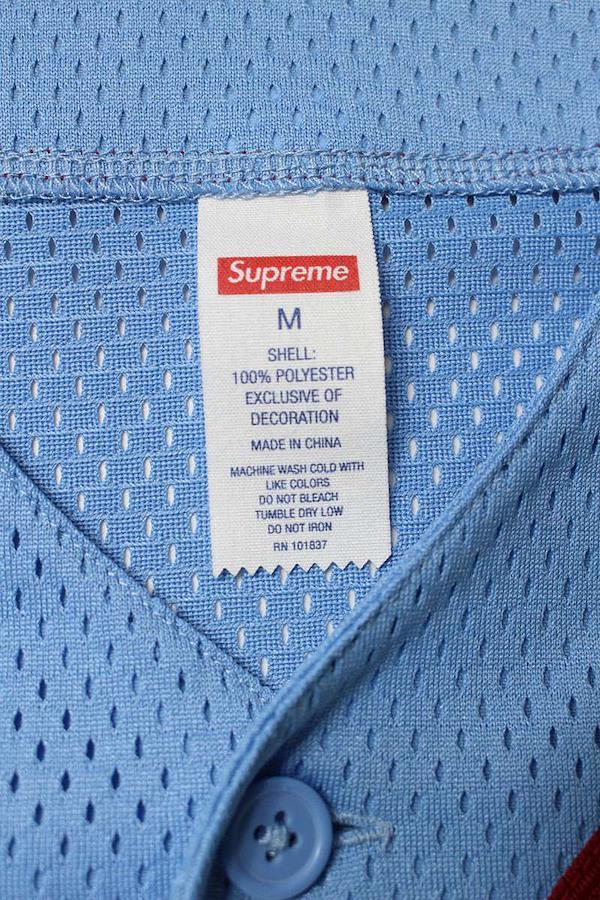 Supreme
M
SHELL:
100% POLYESTER
EXCLUSIVE OF
DECORATION
MADE IN CHINA
MACHINE WASH COLD WITH
LIKE COLORS
DO NOT BLEACH
TUMBLE DRY LOW
DO NOT IRON
RN 101837